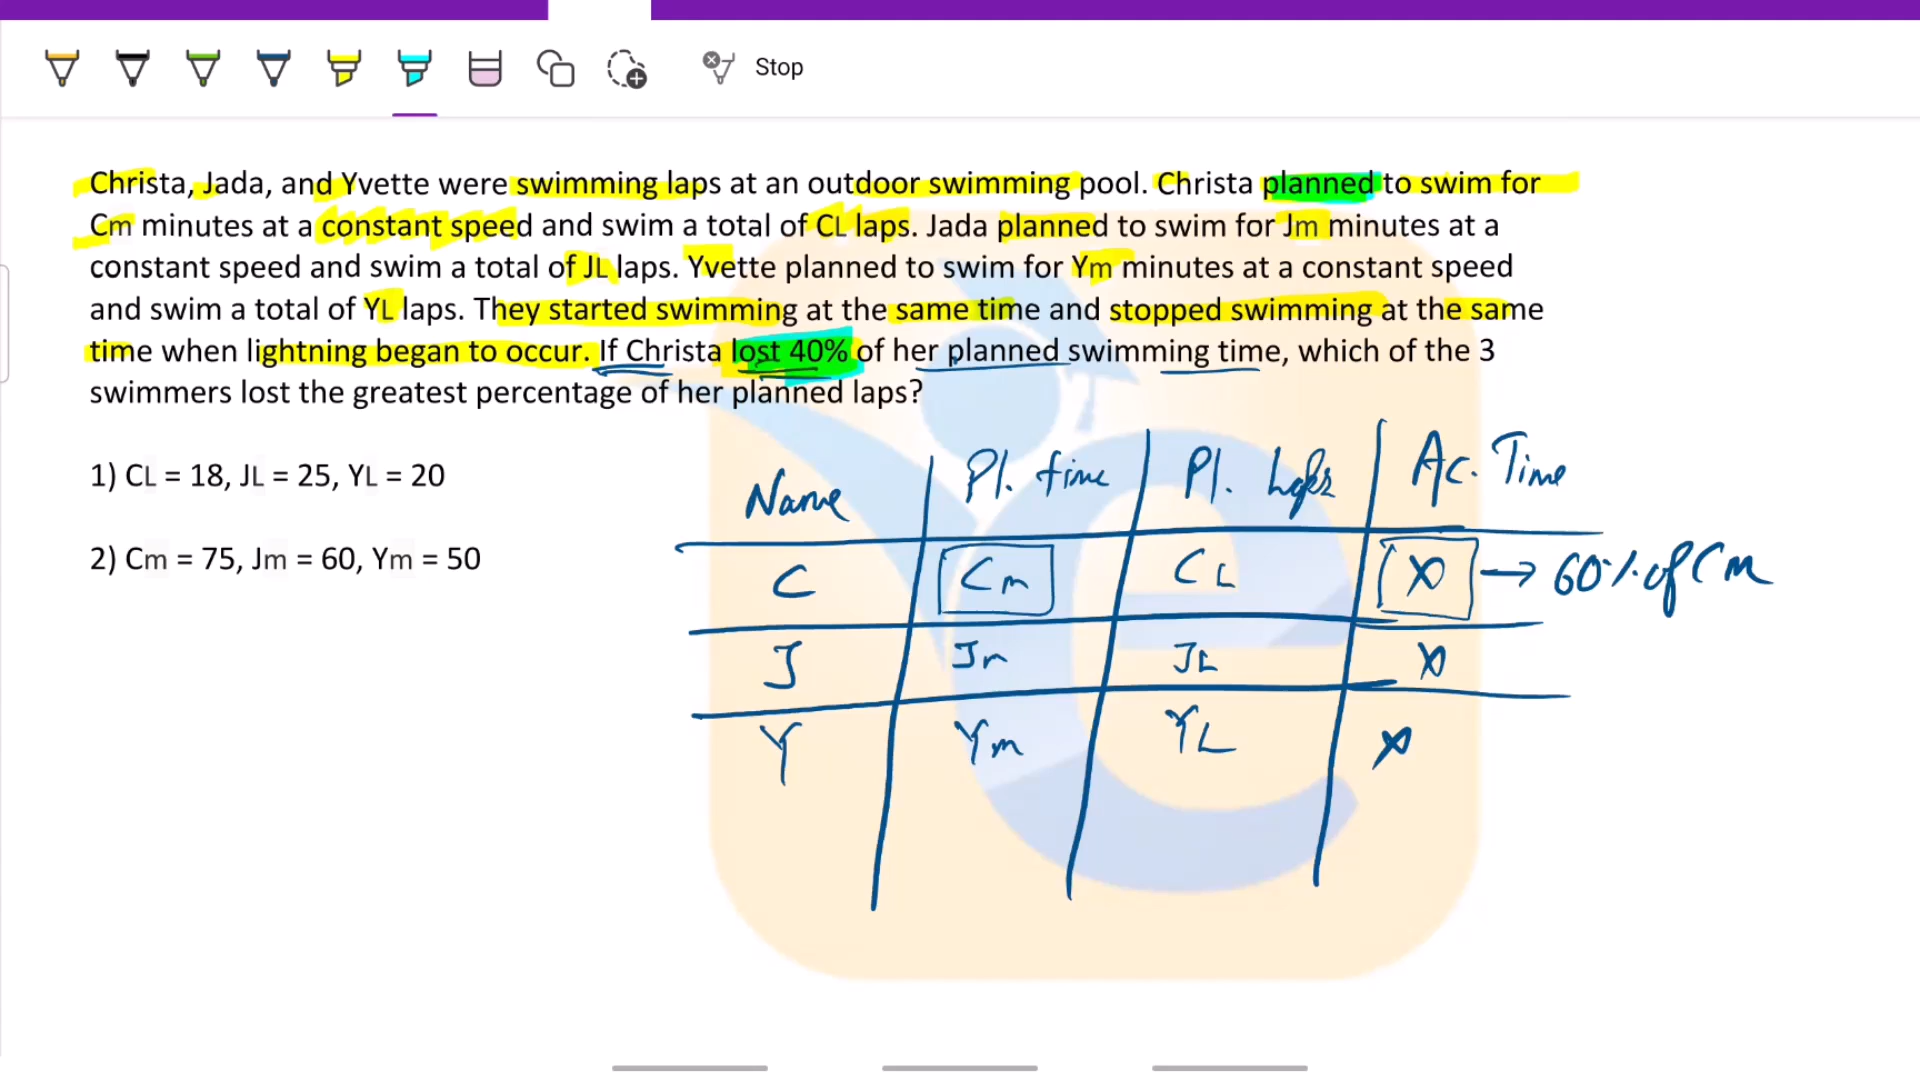 Stop
Christa, Jada, and Yvette were swimming laps at an outdoor swimming pool. Christa planned to swim for
Cm minutes at a constant speed and swim a total of CL laps. Jada planned to swim for Jm minutes at a
constant speed and swim a total of JL laps. Yvette planned to swim for Ym minutes at a constant speed
and swim a total of YL laps. They started swimming at the same time and stopped swimming at the same
time when lightning began to occur. If Christa lost 40% of her planned swimming time, which of the 3
swimmers lost the greatest percentage of her planned laps?
1) CL = 18, JL = 25, YL = 20
2) Cm = 75, Jm = 60, Ym = 50
Name Pl. time Pl. Laps Ac. Time
C Cm CL X → 60% of Cm
J Jm JL X
Y Ym YL X